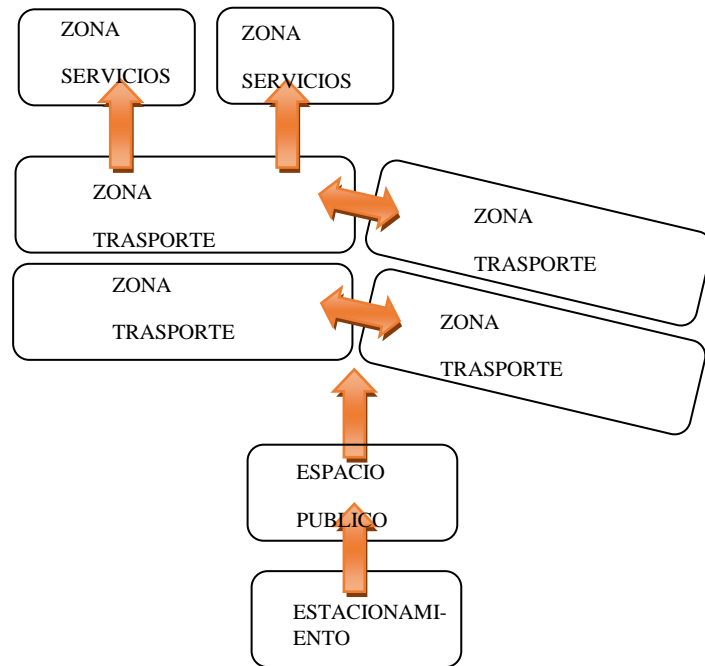 ZONA
SERVICIOS
ZONA
SERVICIOS
ZONA
TRASPORTE
ZONA
TRASPORTE
ZONA
TRASPORTE
ZONA
TRASPORTE
ESPACIO
PUBLICO
ESTACIONAMI-
ENTO